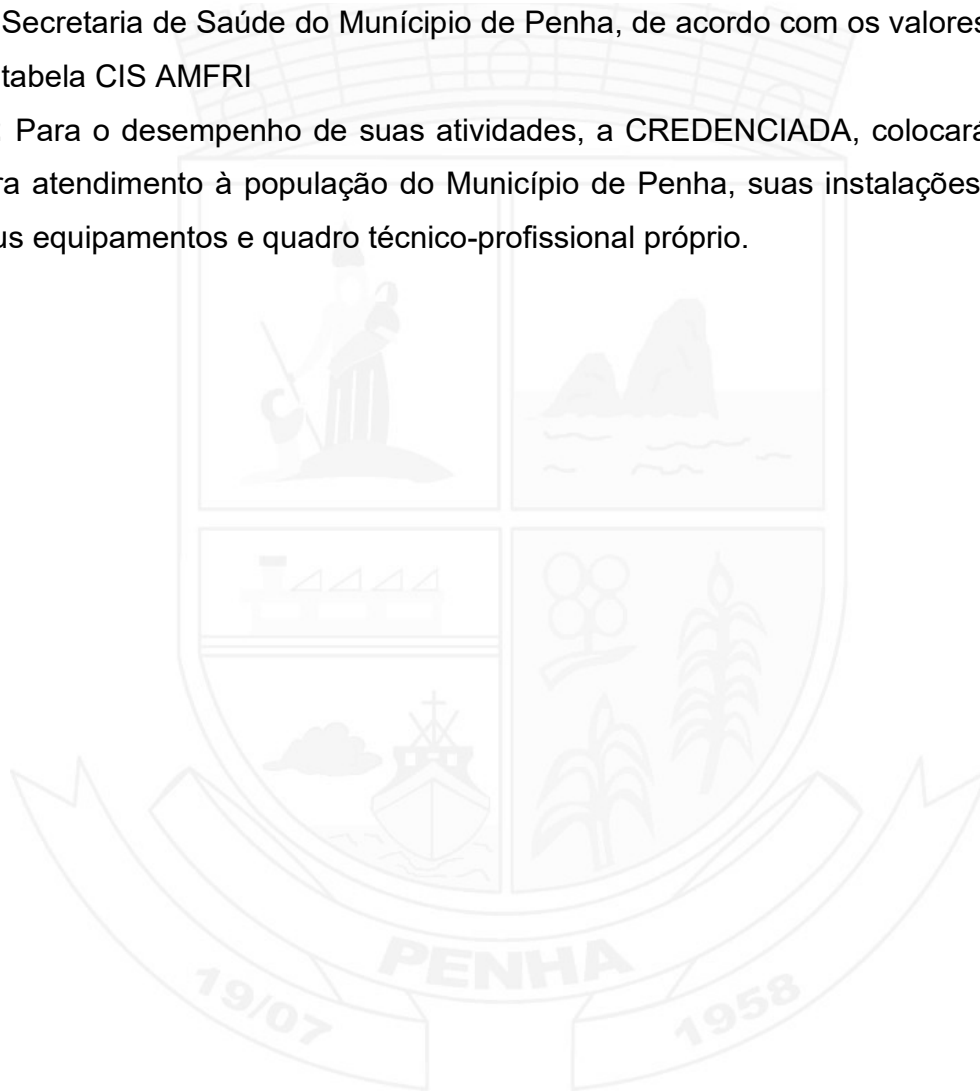 Secretaria de Saúde do Munícipio de Penha, de acordo com os valores
tabela CIS AMFRI
Para o desempenho de suas atividades, a CREDENCIADA, colocará
atendimento à população do Município de Penha, suas instalações
equipamentos e quadro técnico-profissional próprio.
PENHA
19/07
1958